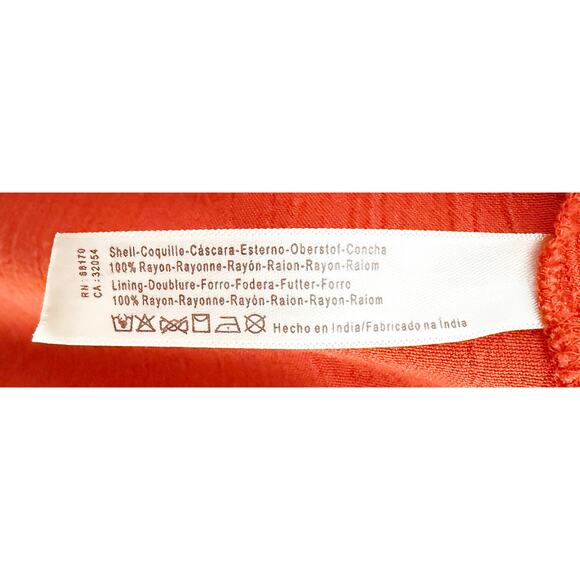 RN: 68170
CA: 32054
Shell-Coquille-Cáscara-Esterno-Oberstof-Concha
100% Rayon-Rayonne-Rayón-Raion-Rayon-Raiom
Lining-Doublure-Forro-Fodera-Futter-Forro
100% Rayon-Rayonne-Rayón-Raion-Rayon-Raiom
Hecho en India/Fabricado na Índia